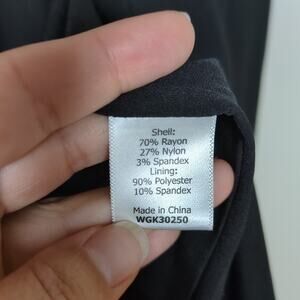 Shell:
70% Rayon
27% Nylon
3% Spandex
Lining:
90% Polyester
10% Spandex
Made in China
WGK30250